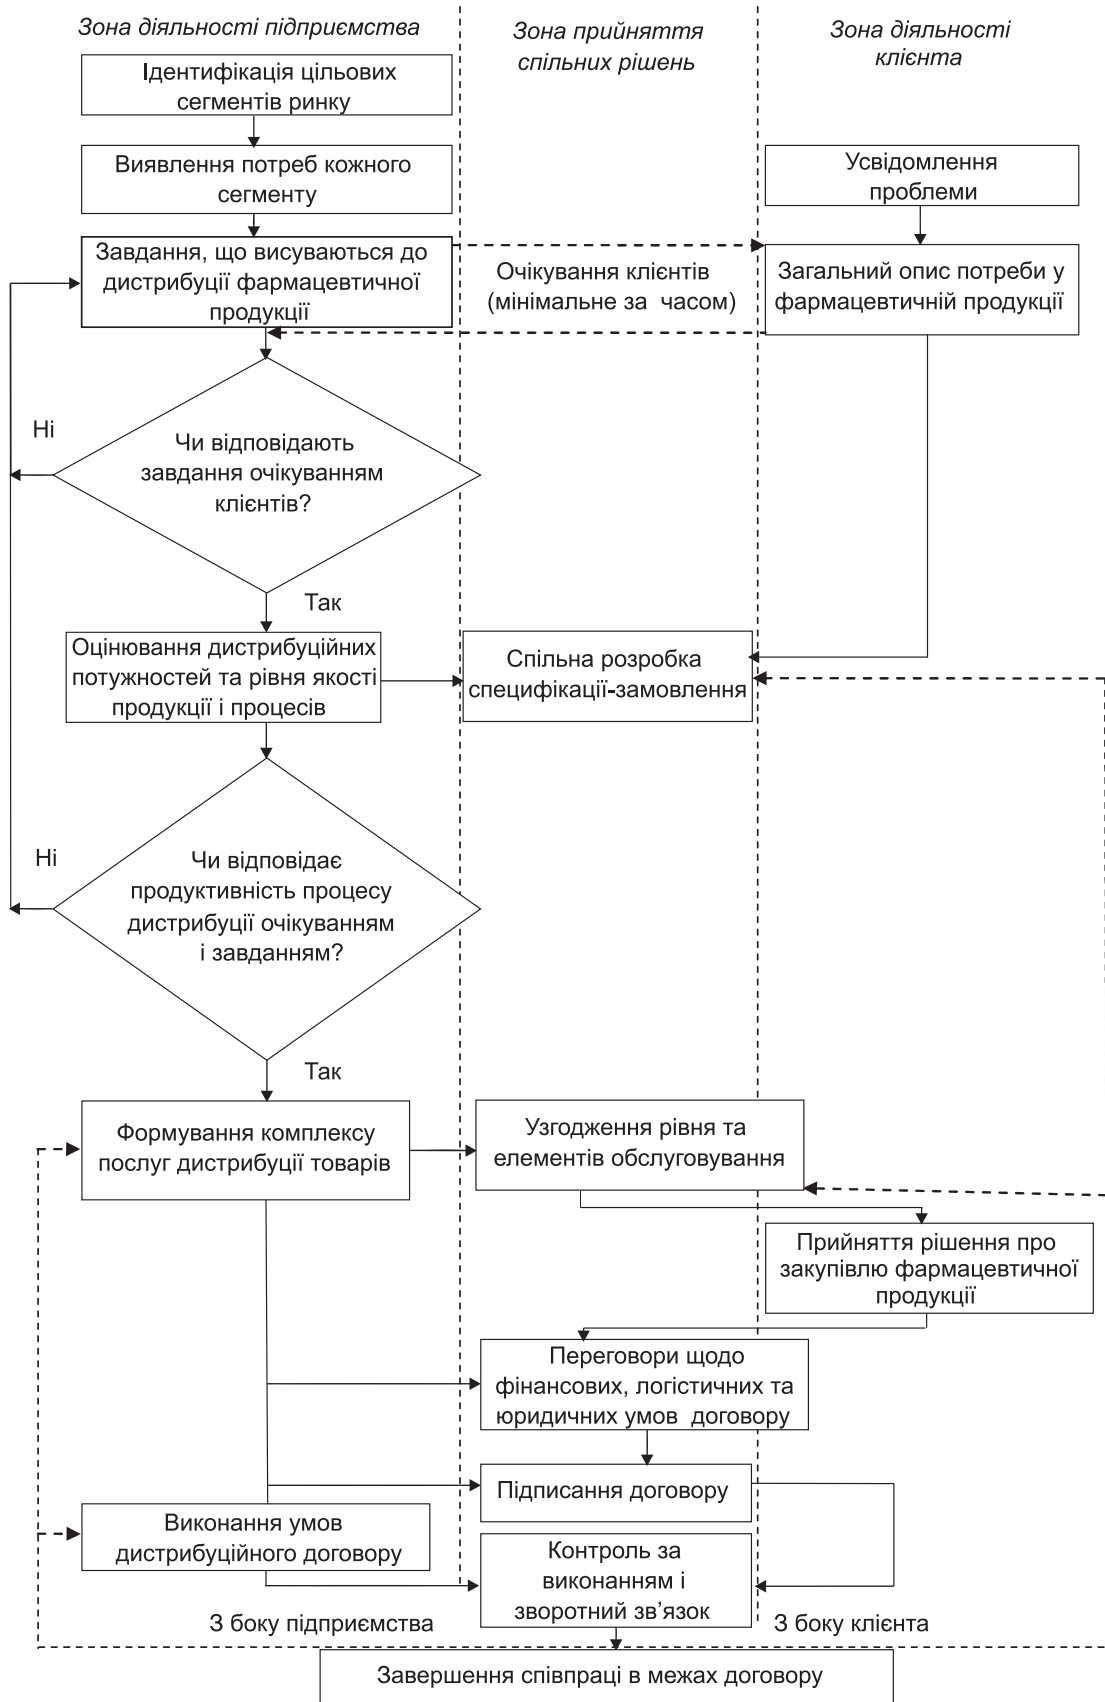 Зона діяльності підприємства
Зона прийняття
спільних рішень
Зона діяльності
клієнта
Ідентифікація цільових
сегментів ринку
Виявлення потреб кожного
сегменту
Усвідомлення
проблеми
Завдання, що висуваються до
дистрибуції фармацевтичної
продукції
Очікування клієнтів
(мінімальне за часом)
Загальний опис потреби у
фармацевтичній продукції
Ні
Чи відповідають
завдання очікуванням
клієнтів?
Так
Оцінювання дистрибуційних
потужностей та рівня якості
продукції і процесів
Спільна розробка
специфікації-замовлення
Ні
Чи відповідає
продуктивність процесу
дистрибуції очікуванням
і завданням?
Так
Формування комплексу
послуг дистрибуції товарів
Узгодження рівня та
елементів обслуговування
Прийняття рішення про
закупівлю фармацевтичної
продукції
Переговори щодо
фінансових, логістичних та
юридичних умов договору
Підписання договору
Виконання умов
дистрибуційного договору
Контроль за
виконанням і
зворотний зв’язок
З боку підприємства
З боку клієнта
Завершення співпраці в межах договору